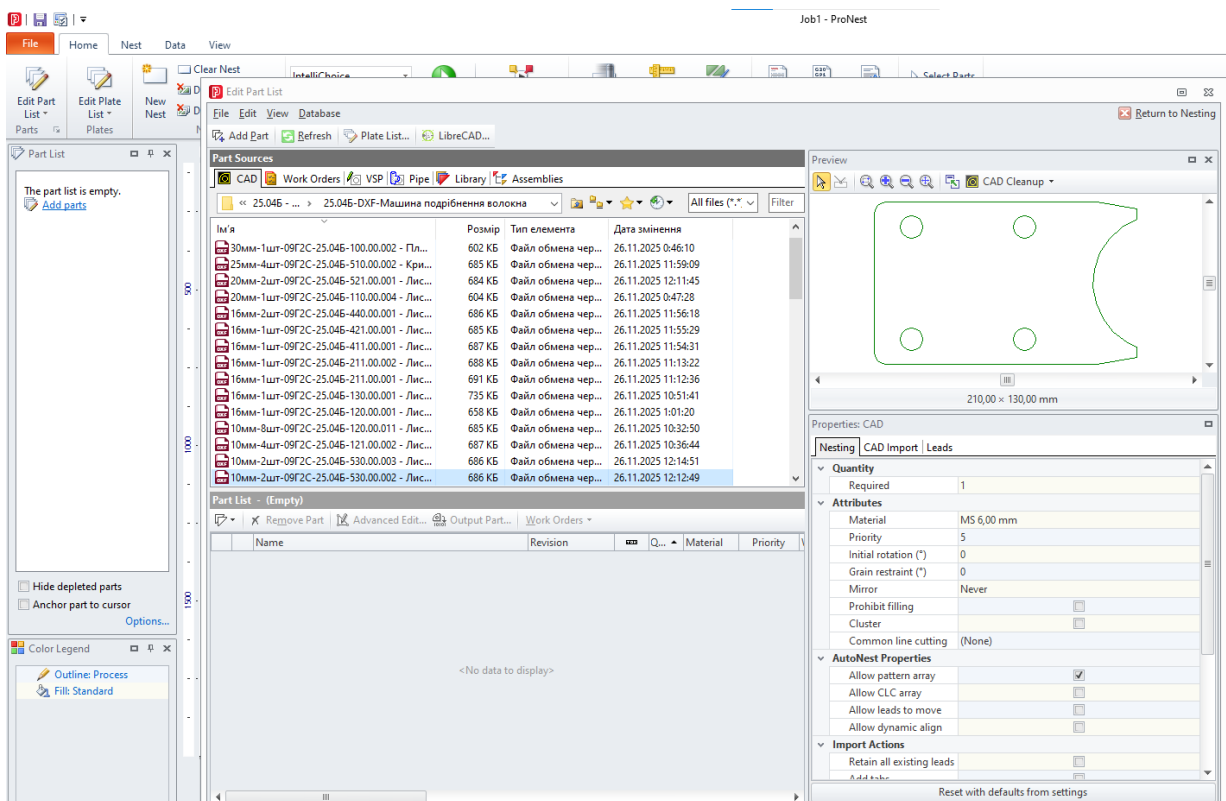 Job1 - ProNest
File Home Nest Data View
Edit Part List
Edit Plate List
New Nest
Clear Nest
IntelliChoice
Select Parts
Parts
Plates
Part List
The part list is empty.
Add parts
Hide depleted parts
Anchor part to cursor
Options...
Color Legend
Outline: Process
Fill: Standard
500
1000
1500
Edit Part List
File Edit View Database
Return to Nesting
Add Part Refresh Plate List... LibreCAD...
Part Sources
CAD Work Orders VSP Pipe Library Assemblies
« 25.04Б - ... › 25.04Б-DXF-Машина подрібнення волокна All files (*.* Filter
Ім'я Розмір Тип елемента Дата змінення
30мм-1шт-09Г2С-25.04Б-100.00.002 - Пл... 602 КБ Файл обмена чер... 26.11.2025 0:46:10
25мм-4шт-09Г2С-25.04Б-510.00.002 - Кри... 685 КБ Файл обмена чер... 26.11.2025 11:59:09
20мм-2шт-09Г2С-25.04Б-521.00.001 - Лис... 684 КБ Файл обмена чер... 26.11.2025 12:11:45
20мм-1шт-09Г2С-25.04Б-110.00.004 - Лис... 604 КБ Файл обмена чер... 26.11.2025 0:47:28
16мм-2шт-09Г2С-25.04Б-440.00.001 - Лис... 686 КБ Файл обмена чер... 26.11.2025 11:56:18
16мм-1шт-09Г2С-25.04Б-421.00.001 - Лис... 685 КБ Файл обмена чер... 26.11.2025 11:55:29
16мм-1шт-09Г2С-25.04Б-411.00.001 - Лис... 687 КБ Файл обмена чер... 26.11.2025 11:54:31
16мм-1шт-09Г2С-25.04Б-211.00.002 - Лис... 688 КБ Файл обмена чер... 26.11.2025 11:13:22
16мм-1шт-09Г2С-25.04Б-211.00.001 - Лис... 691 КБ Файл обмена чер... 26.11.2025 11:12:36
16мм-1шт-09Г2С-25.04Б-130.00.001 - Лис... 735 КБ Файл обмена чер... 26.11.2025 10:51:41
16мм-1шт-09Г2С-25.04Б-120.00.001 - Лис... 658 КБ Файл обмена чер... 26.11.2025 1:01:20
10мм-8шт-09Г2С-25.04Б-120.00.011 - Лис... 685 КБ Файл обмена чер... 26.11.2025 10:32:50
10мм-4шт-09Г2С-25.04Б-121.00.002 - Лис... 687 КБ Файл обмена чер... 26.11.2025 10:36:44
10мм-2шт-09Г2С-25.04Б-530.00.003 - Лис... 686 КБ Файл обмена чер... 26.11.2025 12:14:51
10мм-2шт-09Г2С-25.04Б-530.00.002 - Лис... 686 КБ Файл обмена чер... 26.11.2025 12:12:49
Part List - (Empty)
Remove Part Advanced Edit... Output Part... Work Orders
Name Revision Q... Material Priority
<No data to display>
Preview
CAD Cleanup
210,00 × 130,00 mm
Properties: CAD
Nesting CAD Import Leads
Quantity
Required 1
Attributes
Material MS 6,00 mm
Priority 5
Initial rotation (°) 0
Grain restraint (°) 0
Mirror Never
Prohibit filling
Cluster
Common line cutting (None)
AutoNest Properties
Allow pattern array
Allow CLC array
Allow leads to move
Allow dynamic align
Import Actions
Retain all existing leads
Add tabs
Reset with defaults from settings